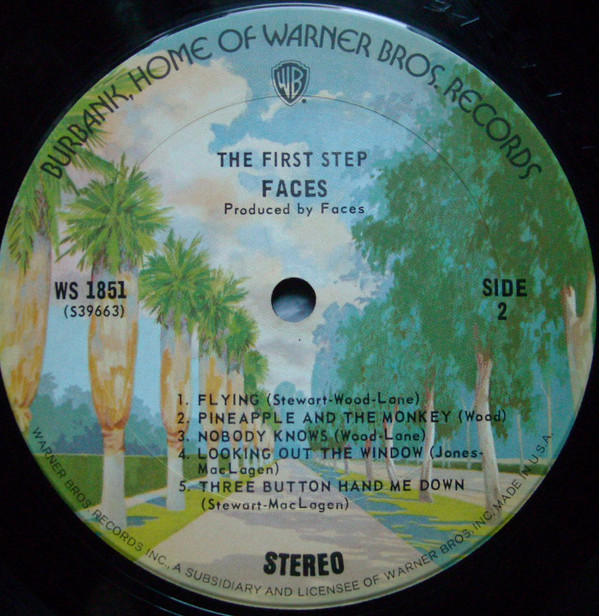 BURBANK, HOME OF WARNER BROS. RECORDS
WB
THE FIRST STEP
FACES
Produced by Faces
WS 1851
(S39663)
SIDE
2
1. FLYING (Stewart-Wood-Lane)
2. PINEAPPLE AND THE MONKEY (Wood)
3. NOBODY KNOWS (Wood-Lane)
4. LOOKING OUT THE WINDOW (Jones-
MacLagen)
5. THREE BUTTON HAND ME DOWN
(Stewart-MacLagen)
STEREO
WARNER BROS. RECORDS INC., A SUBSIDIARY AND LICENSEE OF WARNER BROS. INC. MADE IN U.S.A.